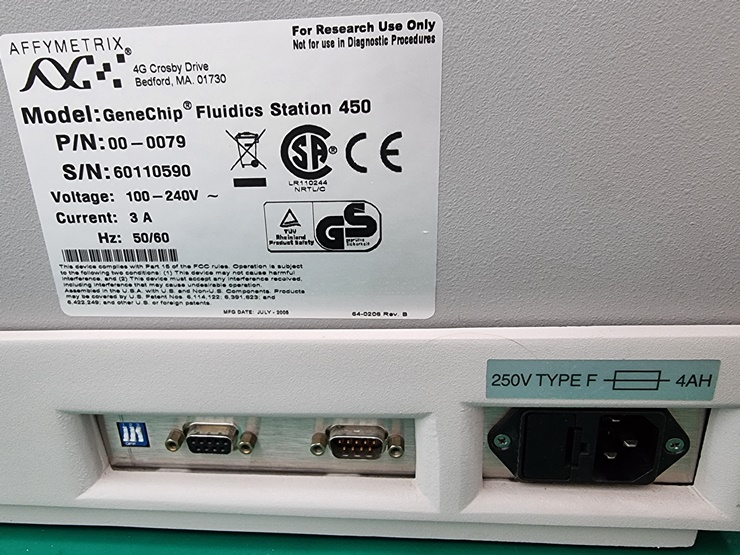 AFFYMETRIX®
4G Crosby Drive
Bedford, MA. 01730
For Research Use Only
Not for use in Diagnostic Procedures
Model: GeneChip® Fluidics Station 450
P/N: 00-0079
S/N: 60110590
Voltage: 100-240V ~
Current: 3 A
Hz: 50/60
SA®
LR110244
NRTL/C
CE
TUV
Rheinland
Product Safety
GS
geprüfte
Sicherheit
This device complies with Part 15 of the FCC rules. Operation is subject
to the following two conditions: (1) This device may not cause harmful
interference, and (2) This device must accept any interference received,
including interference that may cause undesirable operation.
Assembled in the U.S.A. with U.S. and Non-U.S. Components. Products
may be covered by U.S. Patent Nos. 6,114,122; 6,391,623; and
6,422,249; and other U.S. or foreign patents.
MFG DATE: JULY - 2006
64-0206 Rev. B
250V TYPE F 4AH